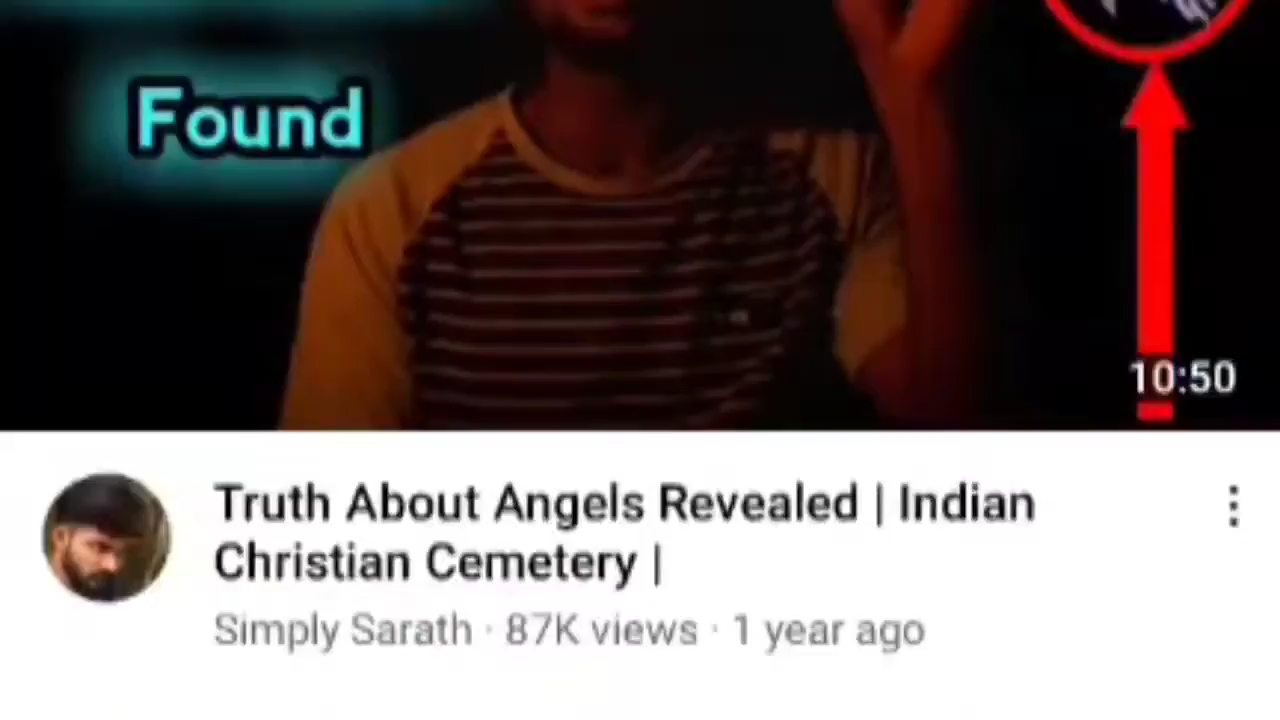 Found
10:50
Truth About Angels Revealed | Indian
Christian Cemetery |
Simply Sarath · 87K views · 1 year ago